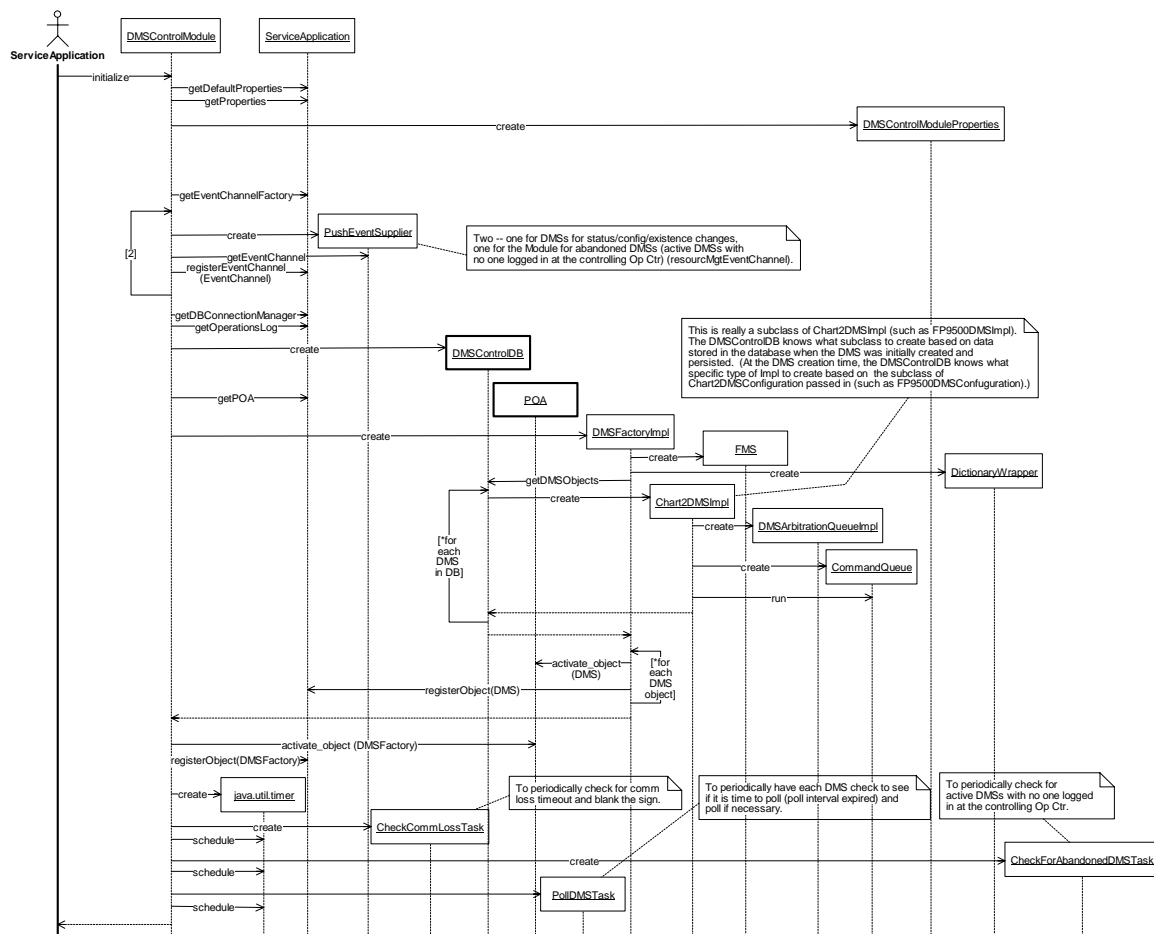 DMSControlModule
ServiceApplication
ServiceApplication
initialize
getDefaultProperties
getProperties
create
DMSControlModuleProperties
getEventChannelFactory
create
PushEventSupplier
Two -- one for DMSs for status/config/existence changes,
one for the Module for abandoned DMSs (active DMSs with
no one logged in at the controlling Op Ctr) (resourcMgtEventChannel).
[2]
getEventChannel
registerEventChannel
(EventChannel)
getDBConnectionManager
getOperationsLog
create
DMSControlDB
This is really a subclass of Chart2DMSImpl (such as FP9500DMSImpl).
The DMSControlDB knows what subclass to create based on data
stored in the database when the DMS was initially created and
persisted.  (At the DMS creation time, the DMSControlDB knows what
specific type of Impl to create based on  the subclass of
Chart2DMSConfiguration passed in (such as FP9500DMSConfuguration).)
getPOA
POA
create
DMSFactoryImpl
create
FMS
create
DictionaryWrapper
getDMSObjects
create
Chart2DMSImpl
create
DMSArbitrationQueueImpl
[*for
each
DMS
in DB]
create
CommandQueue
run
activate_object
(DMS)
[*for
each
DMS
object]
registerObject(DMS)
activate_object (DMSFactory)
registerObject(DMSFactory)
create
java.util.timer
To periodically check for comm
loss timeout and blank the sign.
To periodically have each DMS check to see
if it is time to poll (poll interval expired) and
poll if necessary.
To periodically check for
active DMSs with no one logged
in at the controlling Op Ctr.
create
CheckCommLossTask
schedule
create
CheckForAbandonedDMSTask
schedule
PollDMSTask
schedule